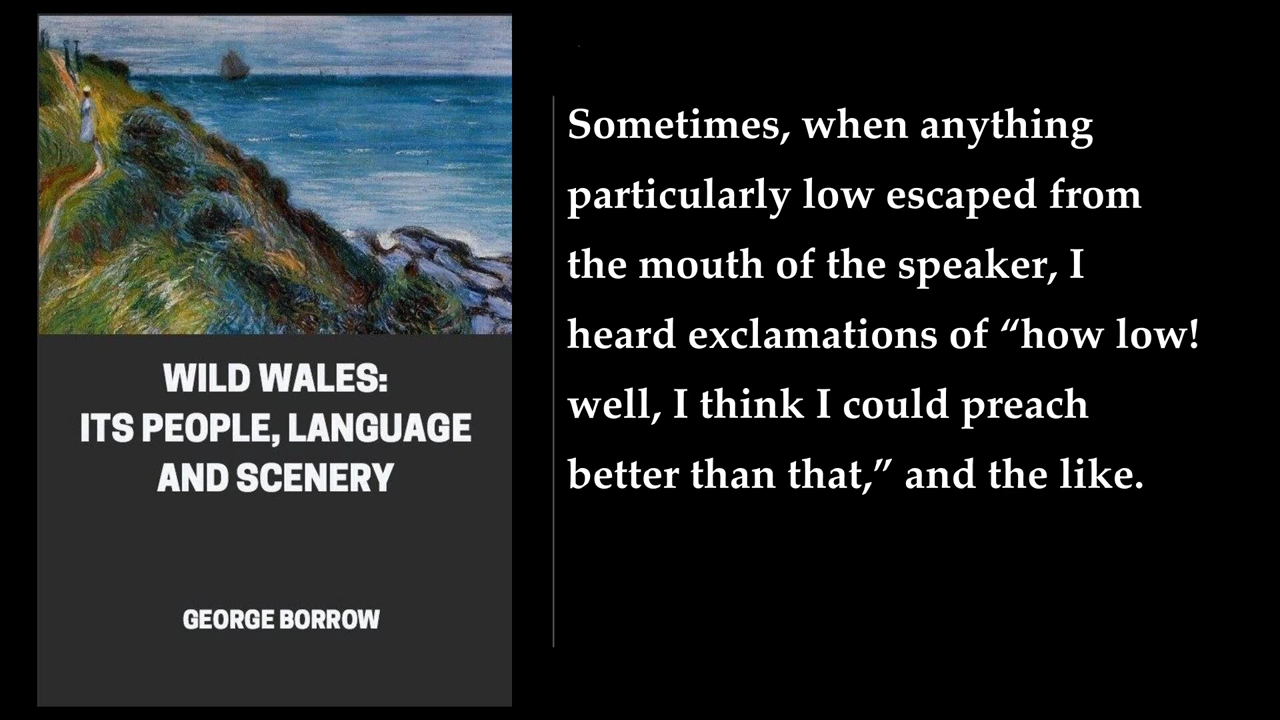 WILD WALES:
ITS PEOPLE, LANGUAGE
AND SCENERY
GEORGE BORROW
Sometimes, when anything
particularly low escaped from
the mouth of the speaker, I
heard exclamations of “how low!
well, I think I could preach
better than that,” and the like.